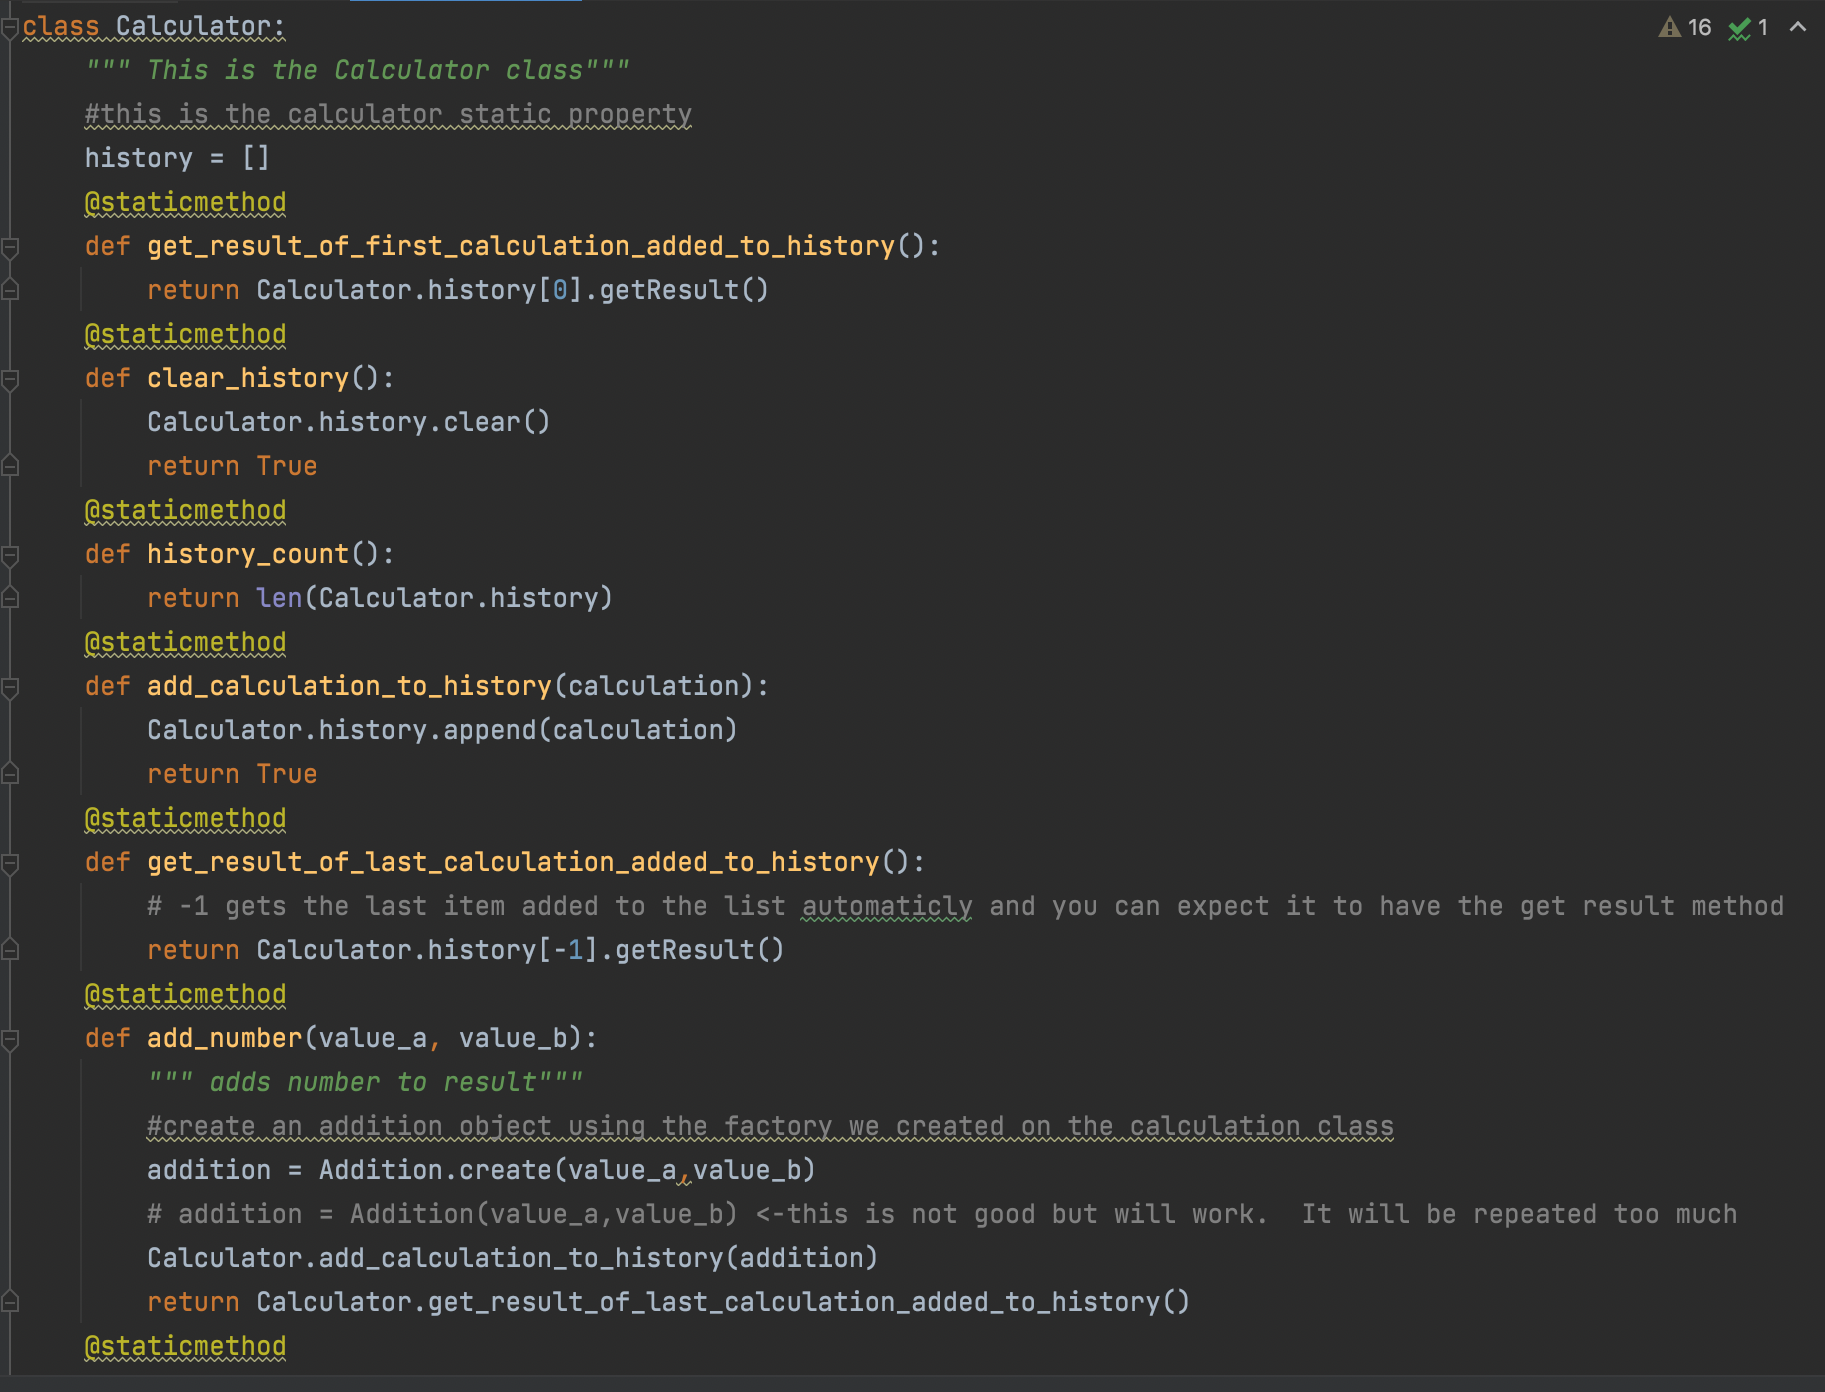 class Calculator: 16 1
    """ This is the Calculator class"""
    #this is the calculator static property
    history = []
    @staticmethod
    def get_result_of_first_calculation_added_to_history():
        return Calculator.history[0].getResult()
    @staticmethod
    def clear_history():
        Calculator.history.clear()
        return True
    @staticmethod
    def history_count():
        return len(Calculator.history)
    @staticmethod
    def add_calculation_to_history(calculation):
        Calculator.history.append(calculation)
        return True
    @staticmethod
    def get_result_of_last_calculation_added_to_history():
        # -1 gets the last item added to the list automaticly and you can expect it to have the get result method
        return Calculator.history[-1].getResult()
    @staticmethod
    def add_number(value_a, value_b):
        """ adds number to result"""
        #create an addition object using the factory we created on the calculation class
        addition = Addition.create(value_a,value_b)
        # addition = Addition(value_a,value_b) <-this is not good but will work.  It will be repeated too much
        Calculator.add_calculation_to_history(addition)
        return Calculator.get_result_of_last_calculation_added_to_history()
    @staticmethod